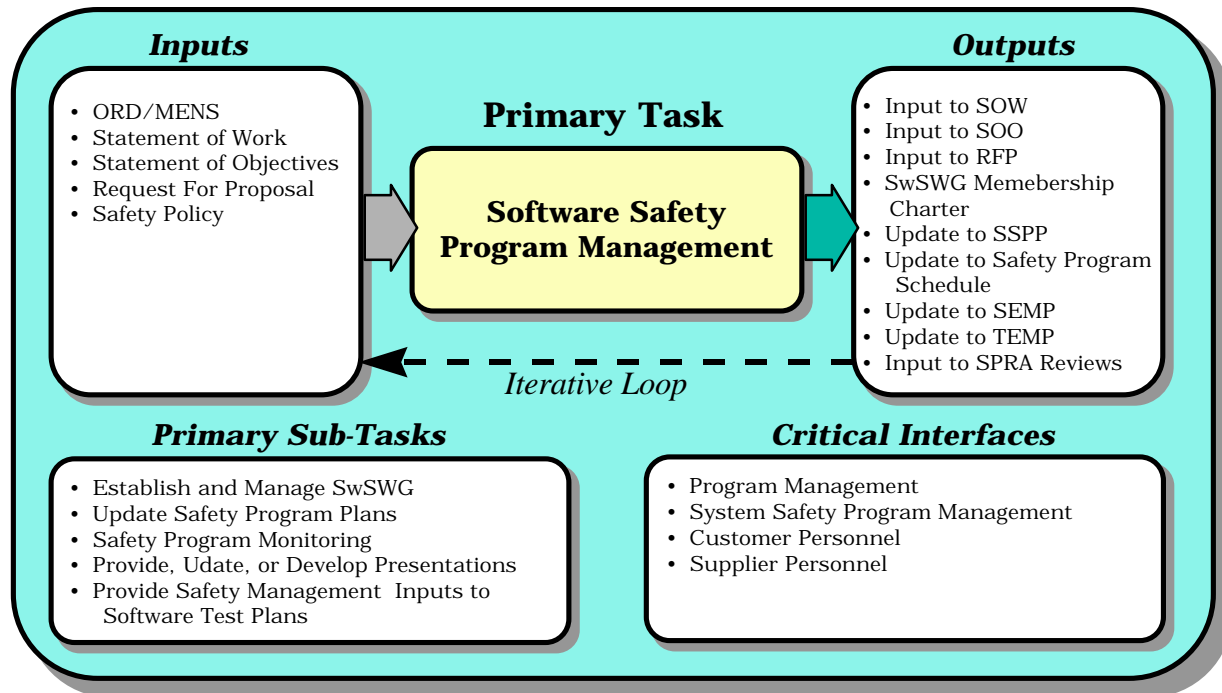 Inputs
• ORD/MENS
• Statement of Work
• Statement of Objectives
• Request For Proposal
• Safety Policy
Primary Task
Software Safety
Program Management
Outputs
• Input to SOW
• Input to SOO
• Input to RFP
• SwSWG Memebership
Charter
• Update to SSPP
• Update to Safety Program
Schedule
• Update to SEMP
• Update to TEMP
• Input to SPRA Reviews
Iterative Loop
Primary Sub-Tasks
• Establish and Manage SwSWG
• Update Safety Program Plans
• Safety Program Monitoring
• Provide, Udate, or Develop Presentations
• Provide Safety Management Inputs to
Software Test Plans
Critical Interfaces
• Program Management
• System Safety Program Management
• Customer Personnel
• Supplier Personnel